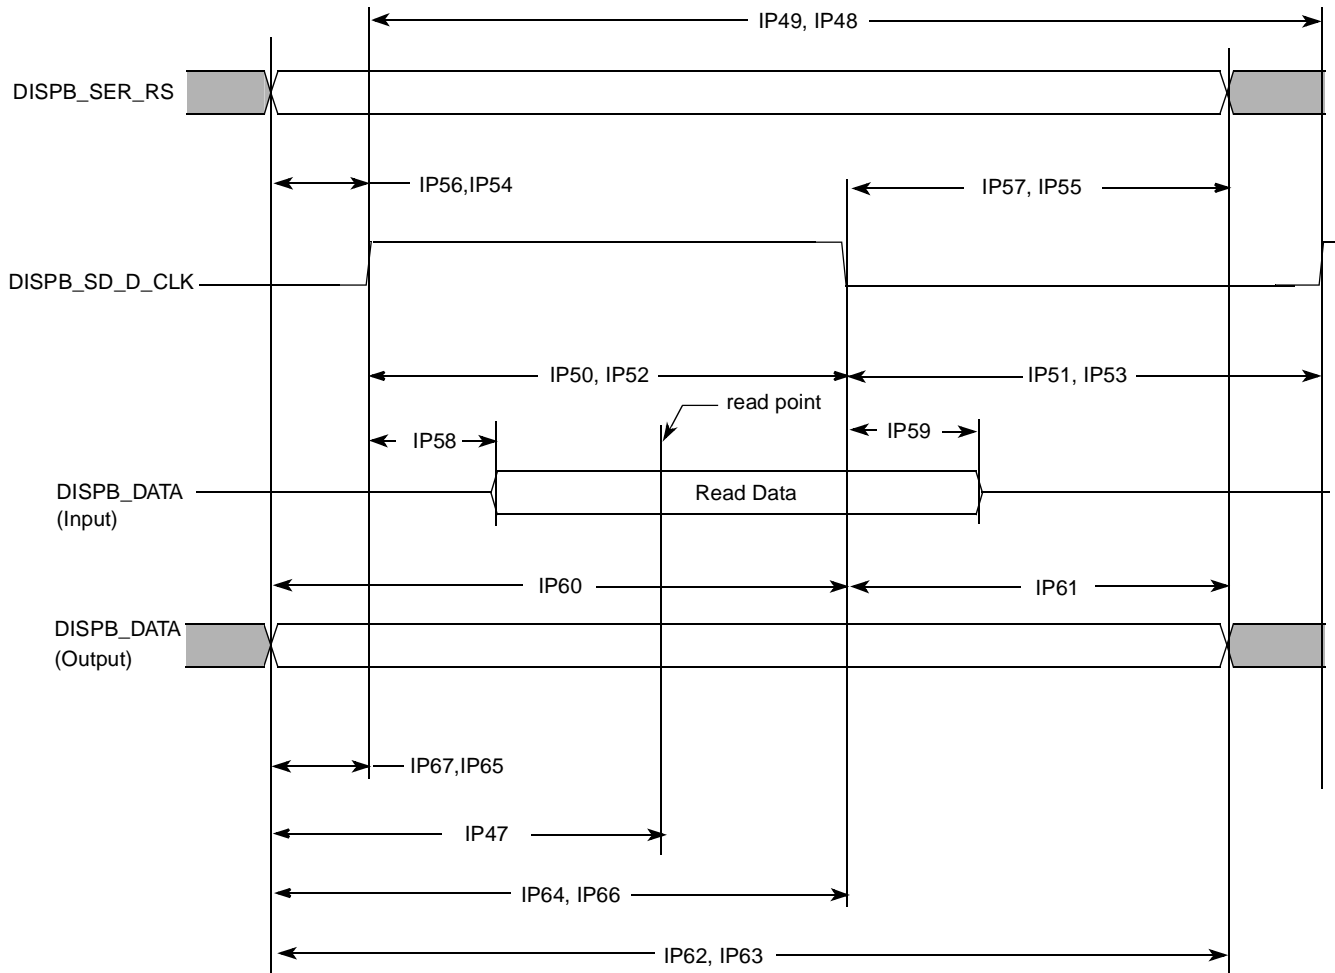 IP49, IP48
DISPB_SER_RS
IP56,IP54
IP57, IP55
DISPB_SD_D_CLK
IP50, IP52
IP51, IP53
read point
IP58
IP59
DISPB_DATA
(Input)
Read Data
IP60
IP61
DISPB_DATA
(Output)
IP67,IP65
IP47
IP64, IP66
IP62, IP63